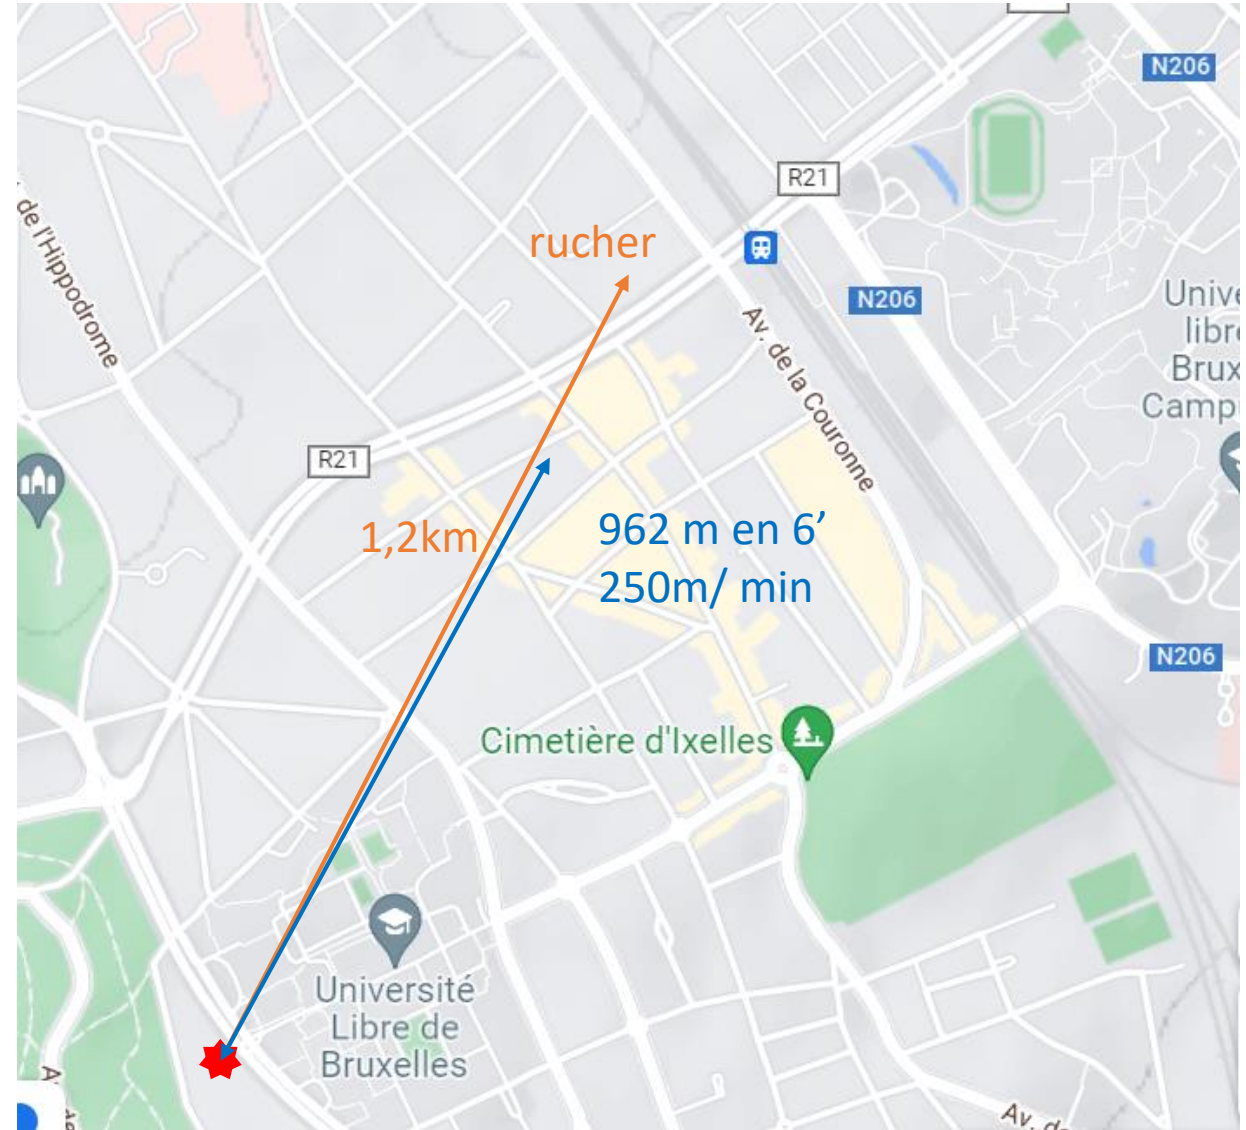 N206
R21
rucher
de l'Hippodrome
N206
Av. de la Couronne
R21
1,2km
962 m en 6’
250m/ min
N206
Cimetière d'Ixelles
Université
Libre de
Bruxelles
Av.